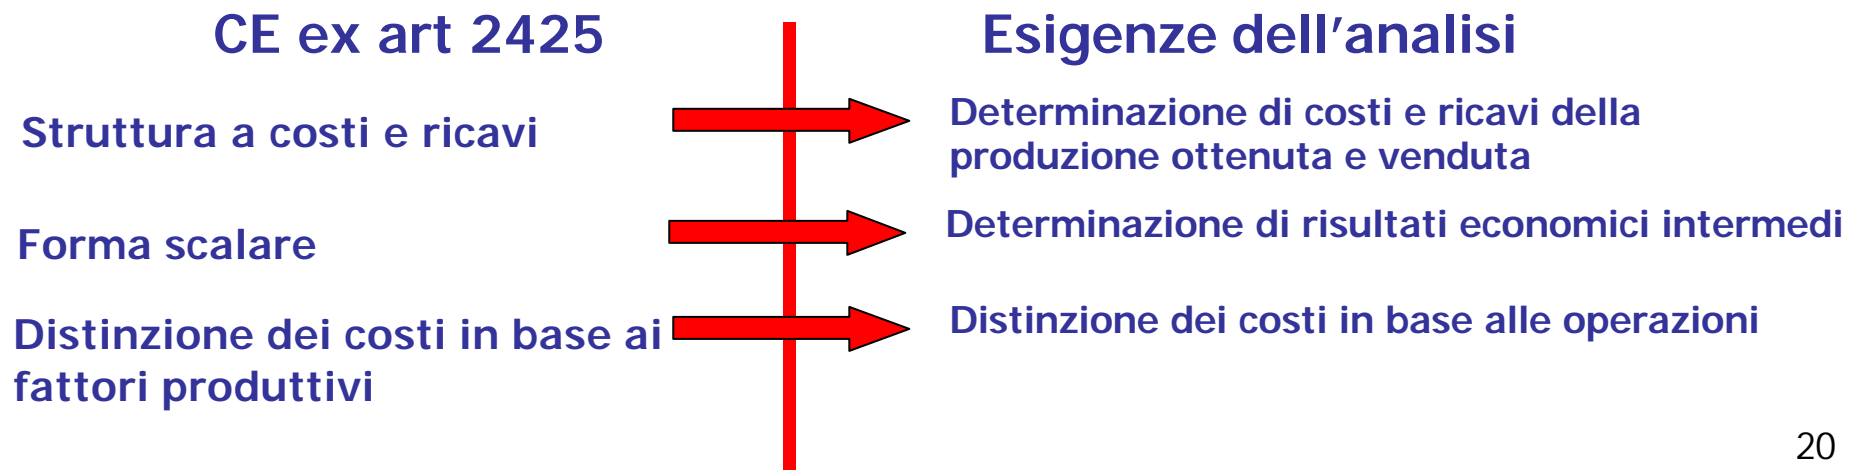 CE ex art 2425
Esigenze dell’analisi
Struttura a costi e ricavi
Determinazione di costi e ricavi della
produzione ottenuta e venduta
Forma scalare
Determinazione di risultati economici intermedi
Distinzione dei costi in base ai
fattori produttivi
Distinzione dei costi in base alle operazioni
20